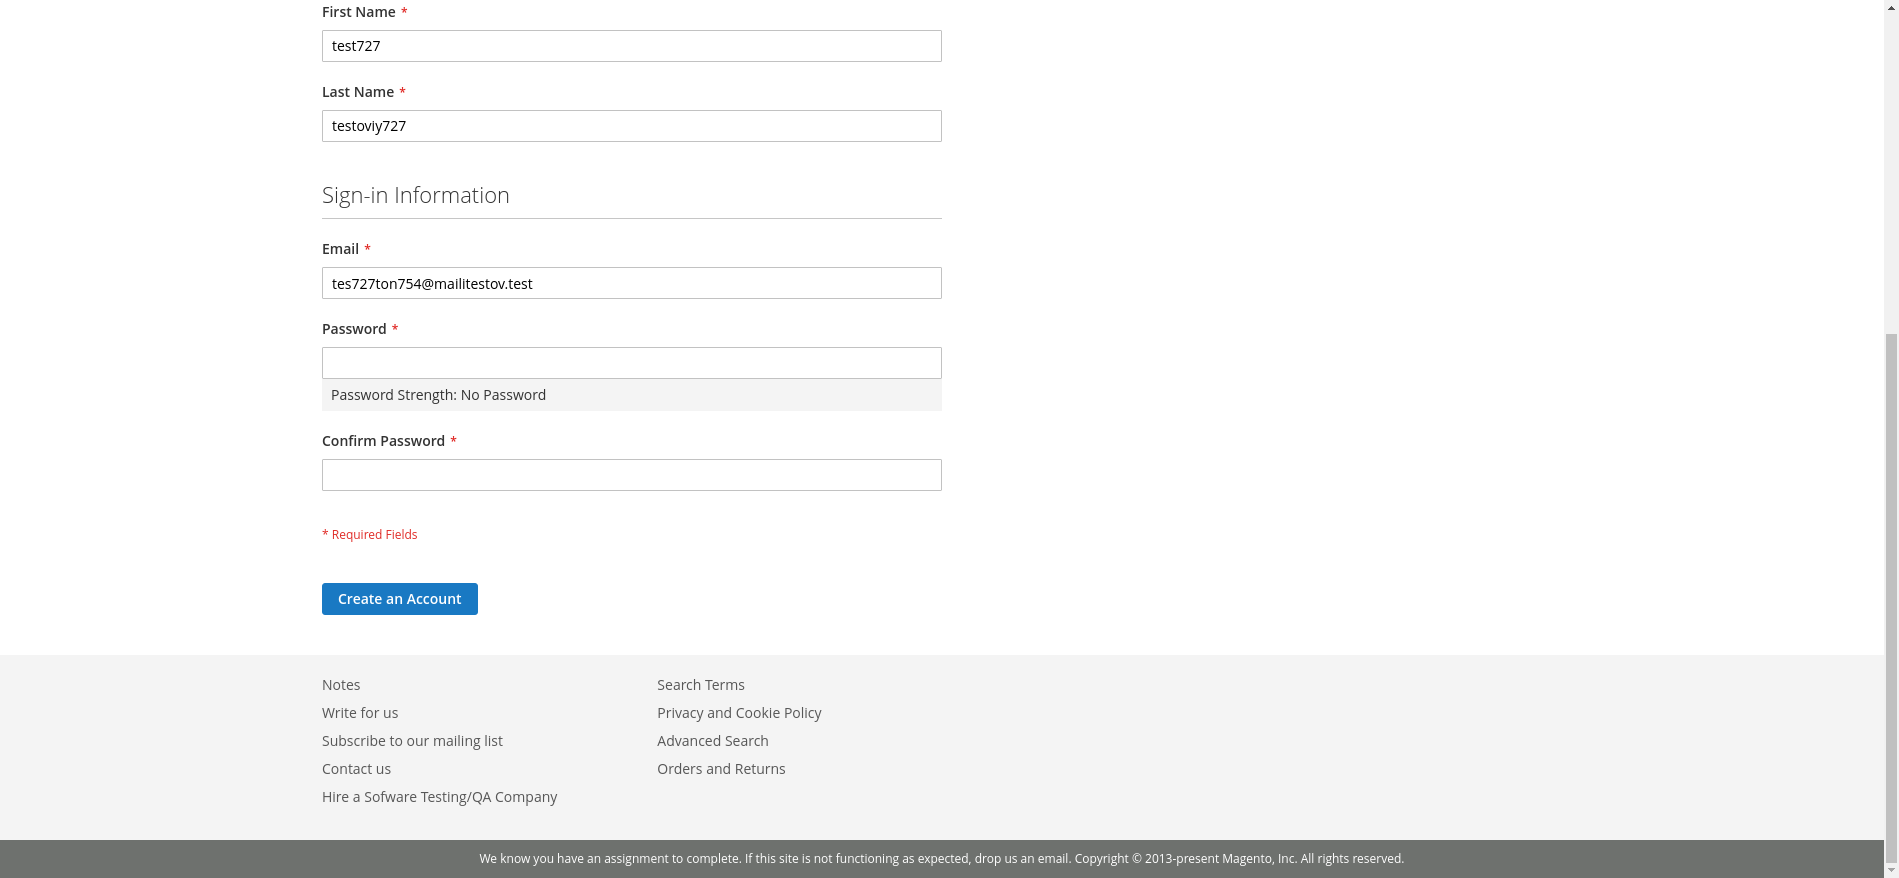 First Name *
test727
Last Name *
testoviy727
Sign-in Information
Email *
tes727ton754@mailitestov.test
Password *
Password Strength: No Password
Confirm Password *
* Required Fields
Create an Account
Notes
Write for us
Subscribe to our mailing list
Contact us
Hire a Sofware Testing/QA Company
Search Terms
Privacy and Cookie Policy
Advanced Search
Orders and Returns
We know you have an assignment to complete. If this site is not functioning as expected, drop us an email. Copyright © 2013-present Magento, Inc. All rights reserved.